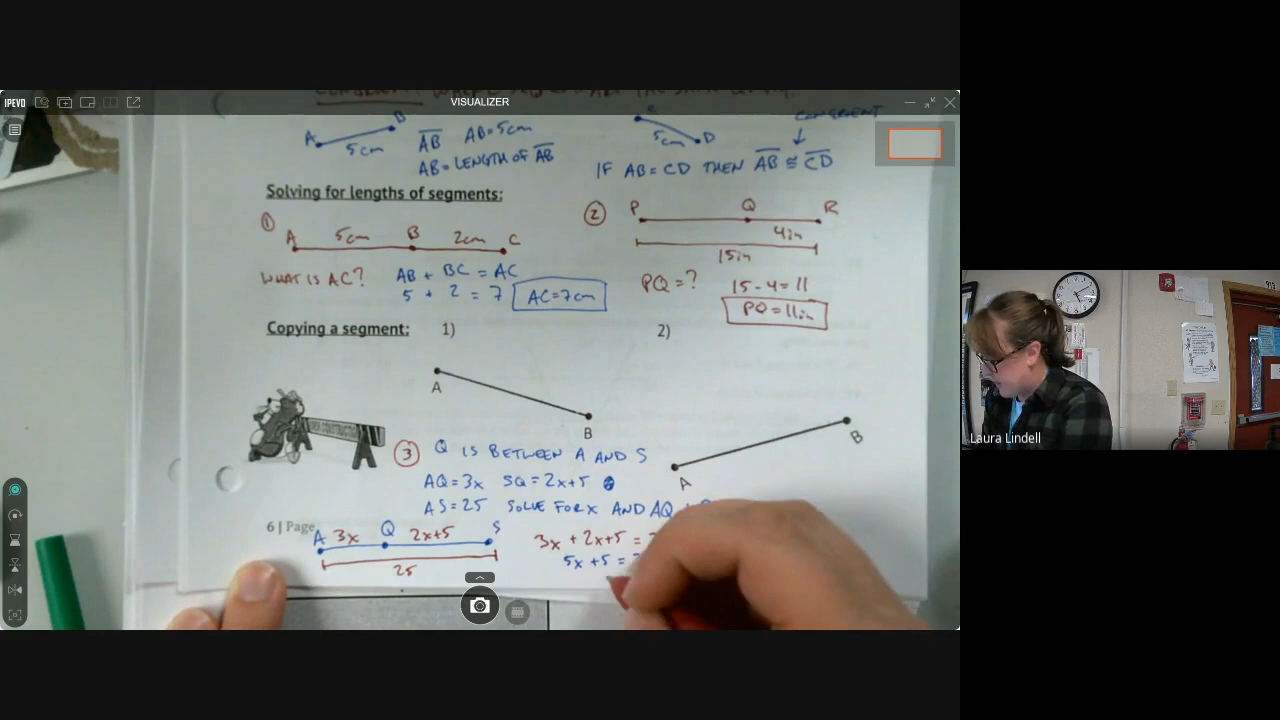 IPEVO
VISUALIZER
CONGRUENT
A
B
5cm
AB AB=5cm
AB = LENGTH OF AB
5cm D
IF AB = CD THEN AB ≅ CD
Solving for lengths of segments:
①
A 5cm B 2cm C
WHAT IS AC?
AB + BC = AC
5 + 2 = 7
AC=7cm
②
P Q R
4in
15in
PQ=?
15-4=11
PQ=11in
Copying a segment: 1) 2)
A
B
A
B
③ Q IS BETWEEN A AND S
AQ=3x SQ=2x+5
AS=25 SOLVE FOR X AND AQ
6 | Page
A 3x Q 2x+5 S
25
3x + 2x+5 =
5x +5 =
913
Laura Lindell